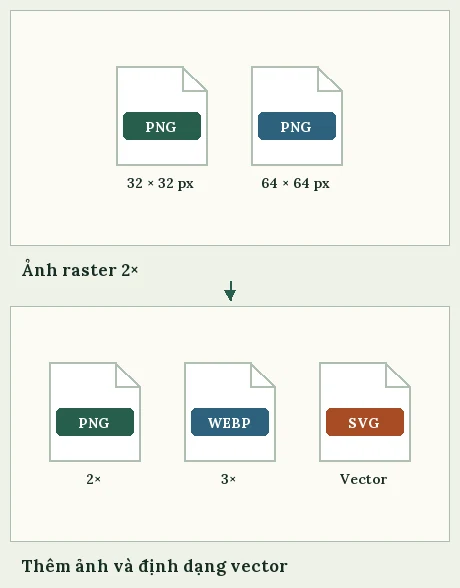 PNG PNG
32 × 32 px 64 × 64 px
Ảnh raster 2×
PNG WEBP SVG
2× 3× Vector
Thêm ảnh và định dạng vector